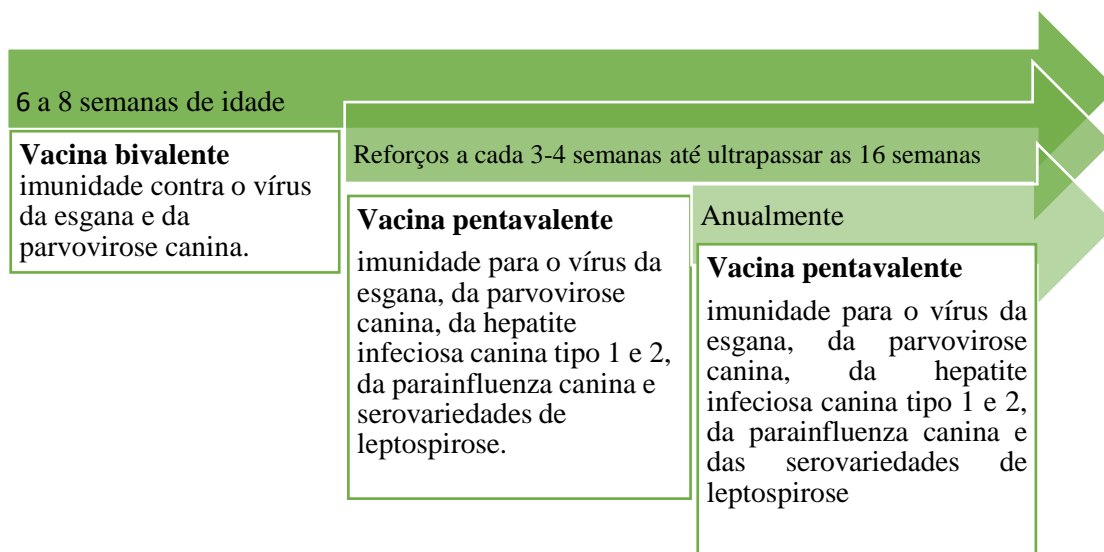 6 a 8 semanas de idade
Vacina bivalente
imunidade contra o vírus
da esgana e da
parvovirose canina.
Reforços a cada 3-4 semanas até ultrapassar as 16 semanas
Vacina pentavalente
imunidade para o vírus da
esgana, da parvovirose
canina, da hepatite
infeciosa canina tipo 1 e 2,
da parainfluenza canina e
serovariedades de
leptospirose.
Anualmente
Vacina pentavalente
imunidade para o vírus da
esgana, da parvovirose
canina, da hepatite
infeciosa canina tipo 1 e 2,
da parainfluenza canina e
das serovariedades de
leptospirose